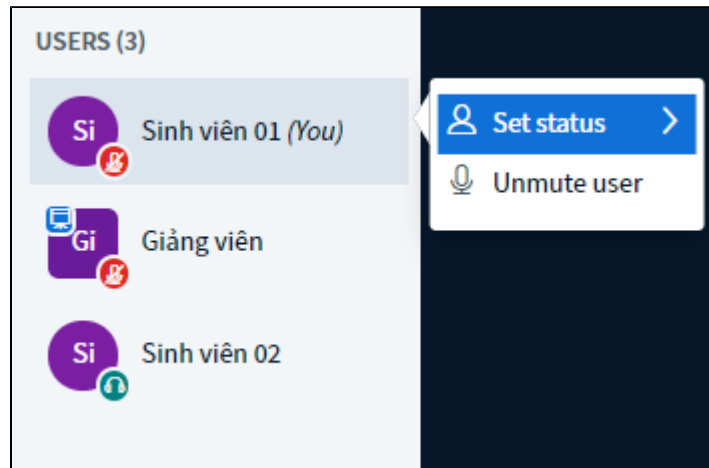 USERS (3)
Si Sinh viên 01 (You)
Set status
Unmute user
Gi Giảng viên
Si Sinh viên 02